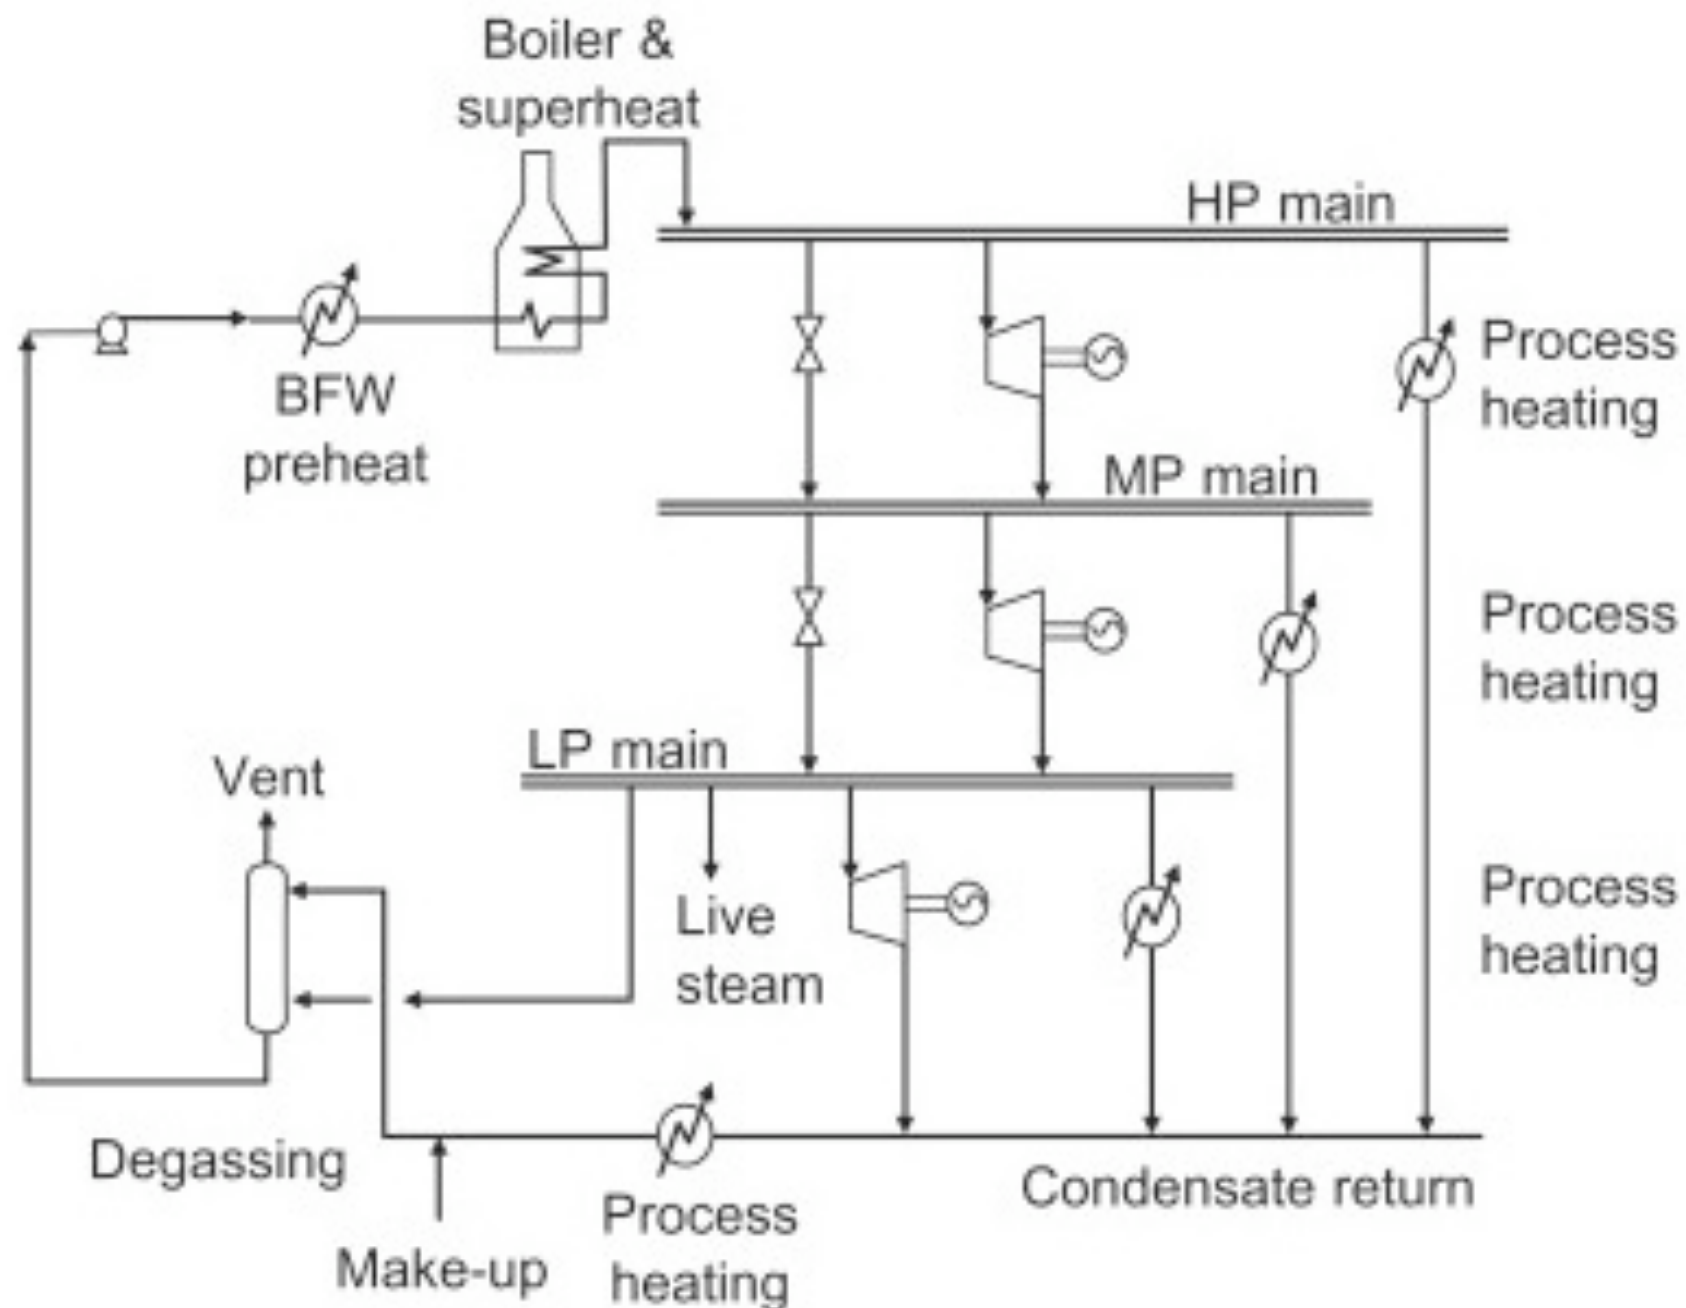 Boiler &
superheat
HP main
Process
heating
BFW
preheat
MP main
Process
heating
LP main
Vent
Process
heating
Live
steam
Degassing
Condensate return
Process
heating
Make-up